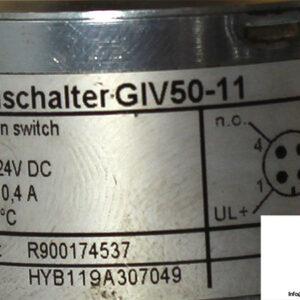 schalter-GIV50-11
n switch
24V DC
0,4 A
°C
R900174537
HYB119A307049
n.o.
4
1
UL+